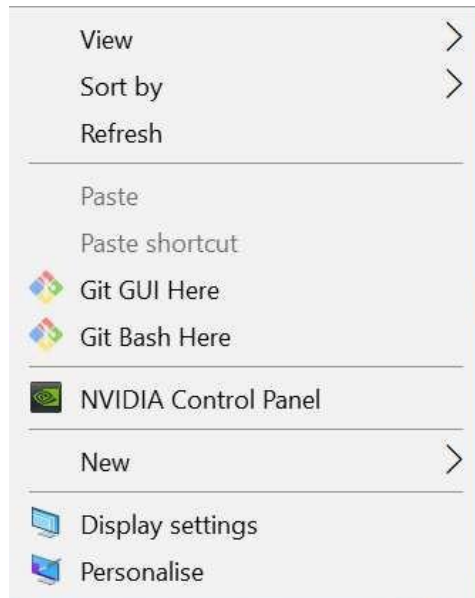 View
Sort by
Refresh
Paste
Paste shortcut
Git GUI Here
Git Bash Here
NVIDIA Control Panel
New
Display settings
Personalise